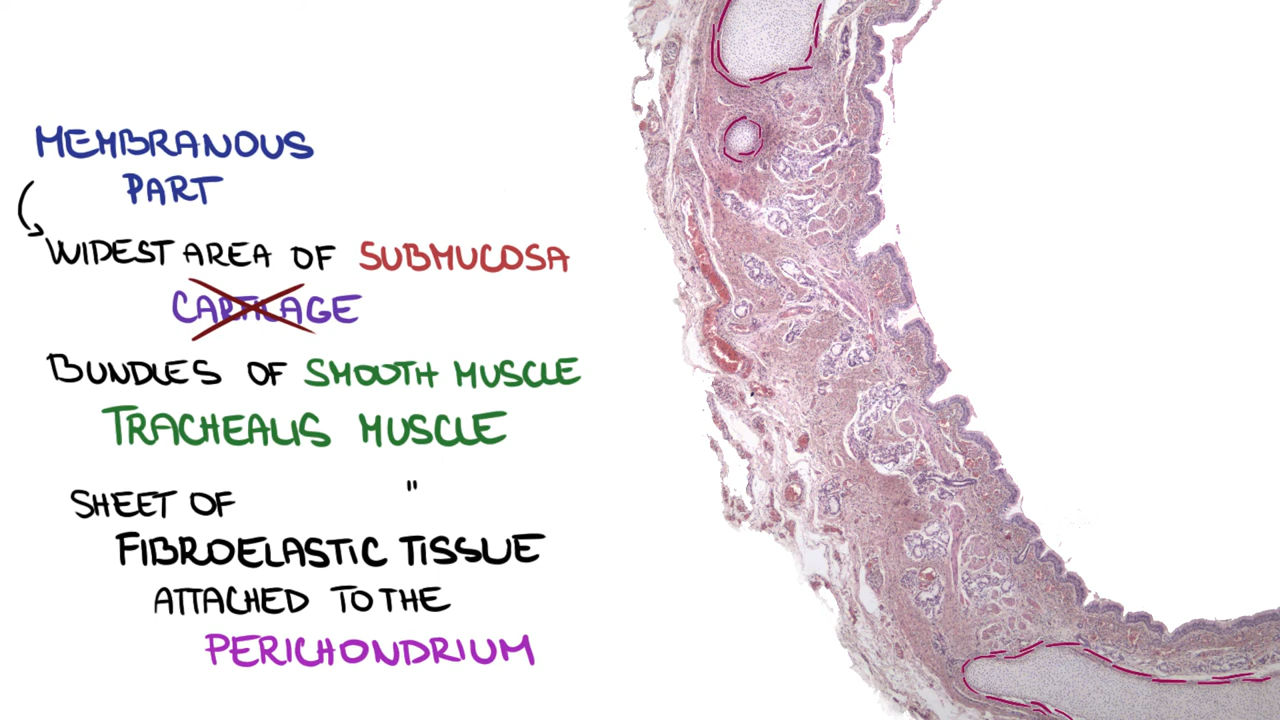 MEMBRANOUS
PART
WIDEST AREA OF SUBMUCOSA
CARTILAGE
BUNDLES OF SMOOTH MUSCLE
TRACHEALIS MUSCLE
SHEET OF "
FIBROELASTIC TISSUE
ATTACHED TO THE
PERICHONDRIUM